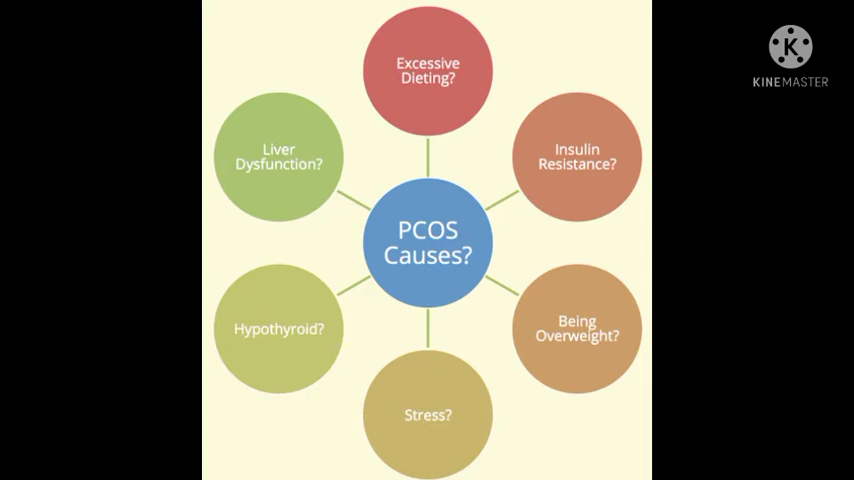 Excessive
Dieting?
KINEMASTER
Liver
Dysfunction?
Insulin
Resistance?
PCOS
Causes?
Hypothyroid?
Being
Overweight?
Stress?